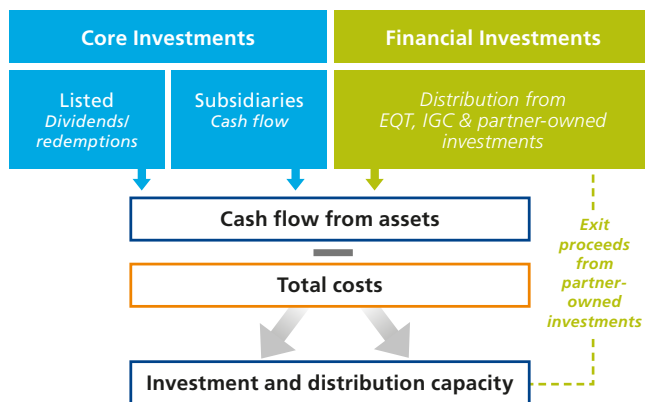 Core Investments
Financial Investments
Listed
Dividends/
redemptions
Subsidiaries
Cash flow
Distribution from
EQT, IGC & partner-owned
investments
Cash flow from assets
Total costs
Exit
proceeds
from
partner-
owned
investments
Investment and distribution capacity